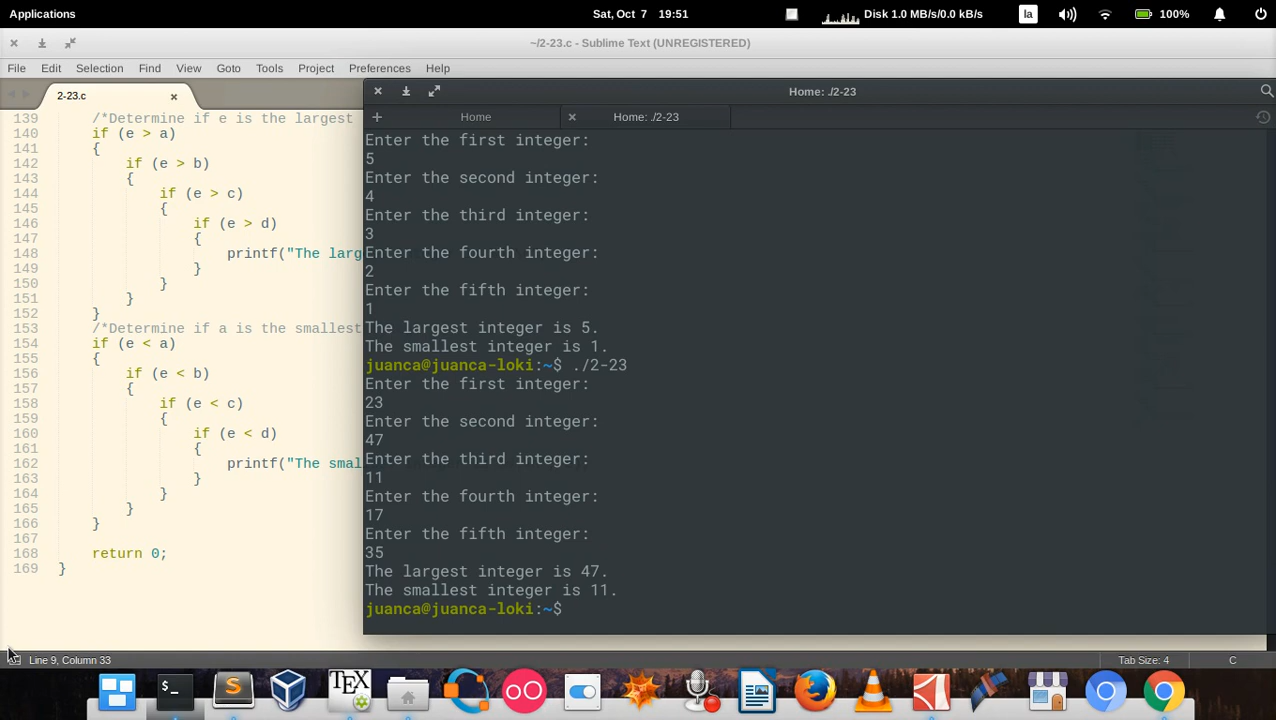 Applications
Sat, Oct 7 19:51
Disk 1.0 MB/s/0.0 kB/s
la
100%
~/2-23.c - Sublime Text (UNREGISTERED)
File Edit Selection Find View Goto Tools Project Preferences Help
2-23.c
139 /*Determine if e is the largest
140 if (e > a)
141 {
142 if (e > b)
143 {
144 if (e > c)
145 {
146 if (e > d)
147 {
148 printf("The larg
149 }
150 }
151 }
152 }
153 /*Determine if a is the smallest
154 if (e < a)
155 {
156 if (e < b)
157 {
158 if (e < c)
159 {
160 if (e < d)
161 {
162 printf("The smal
163 }
164 }
165 }
166 }
167
168 return 0;
169 }
Home: ./2-23
Home
Home: ./2-23
Enter the first integer:
5
Enter the second integer:
4
Enter the third integer:
3
Enter the fourth integer:
2
Enter the fifth integer:
1
The largest integer is 5.
The smallest integer is 1.
juanca@juanca-loki:~$ ./2-23
Enter the first integer:
23
Enter the second integer:
47
Enter the third integer:
11
Enter the fourth integer:
17
Enter the fifth integer:
35
The largest integer is 47.
The smallest integer is 11.
juanca@juanca-loki:~$
Line 9, Column 33
Tab Size: 4
C
>_
S
TEX